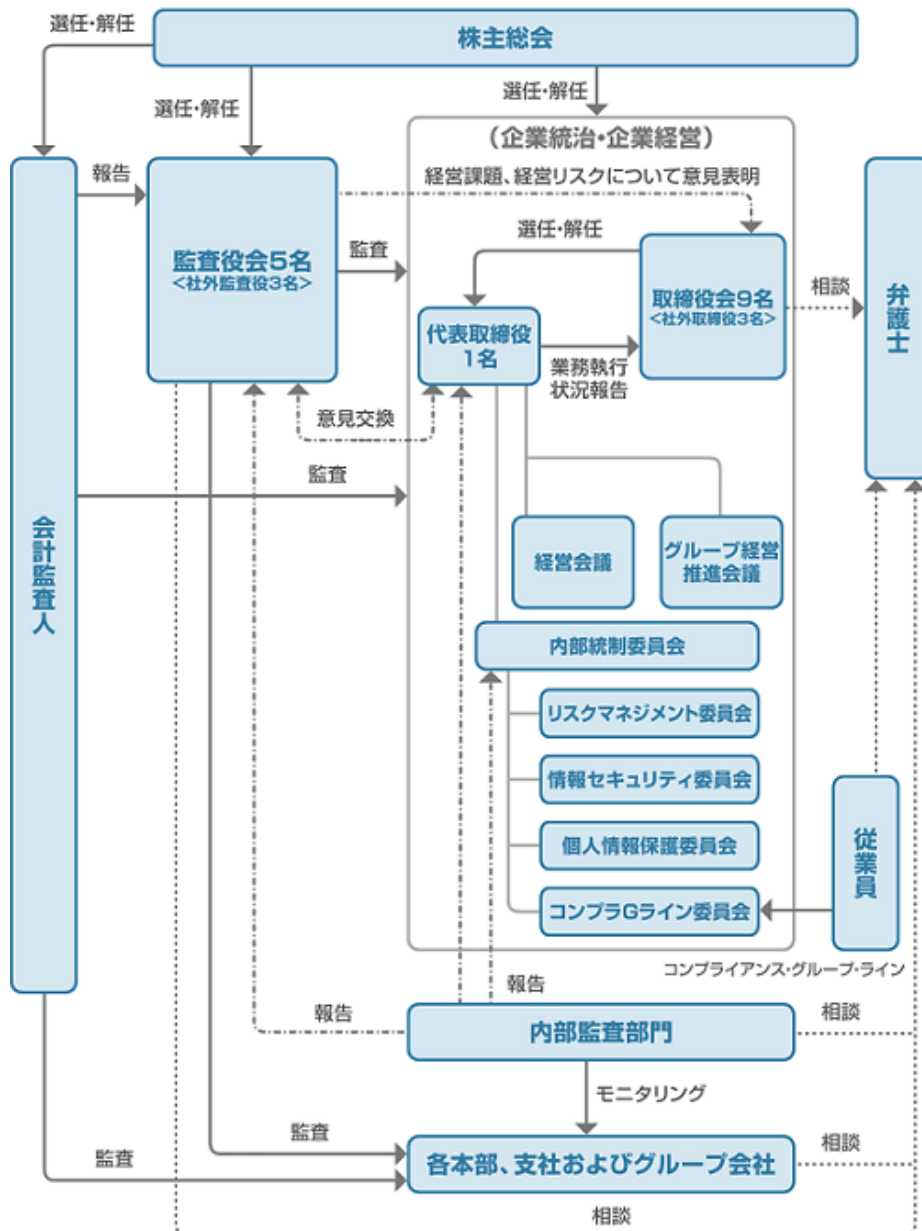 選任・解任
株主総会
選任・解任
選任・解任
（企業統治・企業経営）
報告
経営課題、経営リスクについて意見表明
監査役会5名
<社外監査役3名>
監査
選任・解任
取締役会9名
<社外取締役3名>
相談
弁護士
代表取締役
1名
業務執行
状況報告
意見交換
監査
会計監査人
経営会議
グループ経営
推進会議
内部統制委員会
リスクマネジメント委員会
情報セキュリティ委員会
個人情報保護委員会
コンプラGライン委員会
従業員
コンプライアンス・グループ・ライン
報告
報告
内部監査部門
相談
モニタリング
監査
監査
各本部、支社およびグループ会社
相談
相談